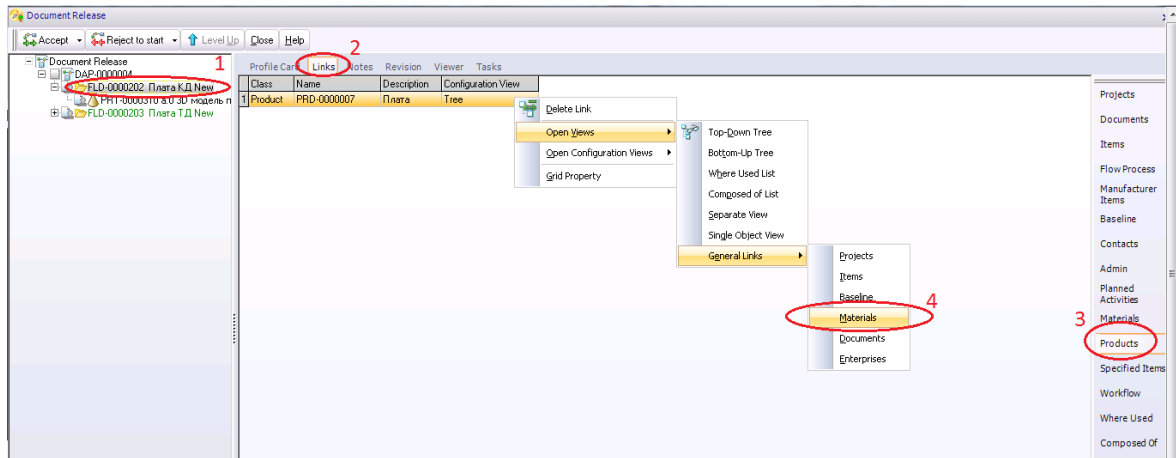 Document Release
Accept Reject to start Level Up Close Help
1
2
Document Release
DAP-0000004
FLD-0000202 Плата КД New
PRT-0000310 a.0 3D модель п
FLD-0000203 Плата ТД New
Profile Card Links Notes Revision Viewer Tasks
Class Name Description Configuration View
1 Product PRD-0000007 Плата Tree
Delete Link
Open Views
Open Configuration Views
Grid Property
Top-Down Tree
Bottom-Up Tree
Where Used List
Composed of List
Separate View
Single Object View
General Links
Projects
Items
Baseline
Materials
4
Documents
Enterprises
Projects
Documents
Items
Flow Process
Manufacturer
Items
Baseline
Contacts
Admin
Planned
Activities
Materials
3
Products
Specified Items
Workflow
Where Used
Composed Of